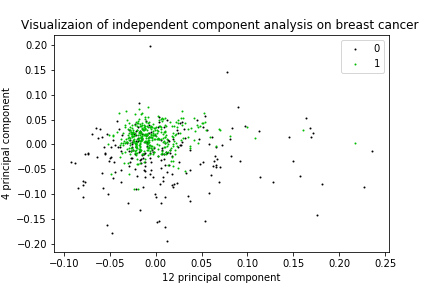 Visualizaion of independent component analysis on breast cancer
0
1
4 principal component
0.20
0.15
0.10
0.05
0.00
−0.05
−0.10
−0.15
−0.20
−0.10 −0.05 0.00 0.05 0.10 0.15 0.20 0.25
12 principal component